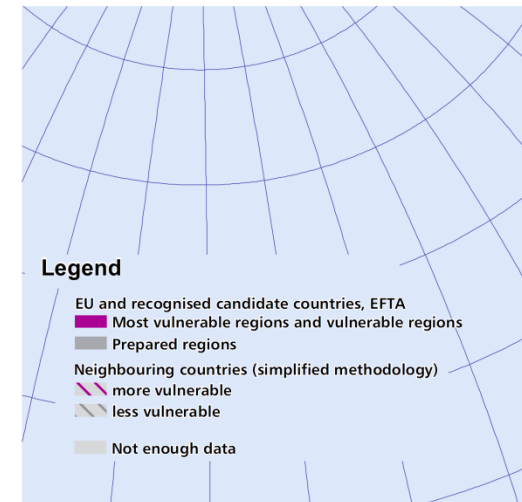 Legend
EU and recognised candidate countries, EFTA
Most vulnerable regions and vulnerable regions
Prepared regions
Neighbouring countries (simplified methodology)
more vulnerable
less vulnerable
Not enough data